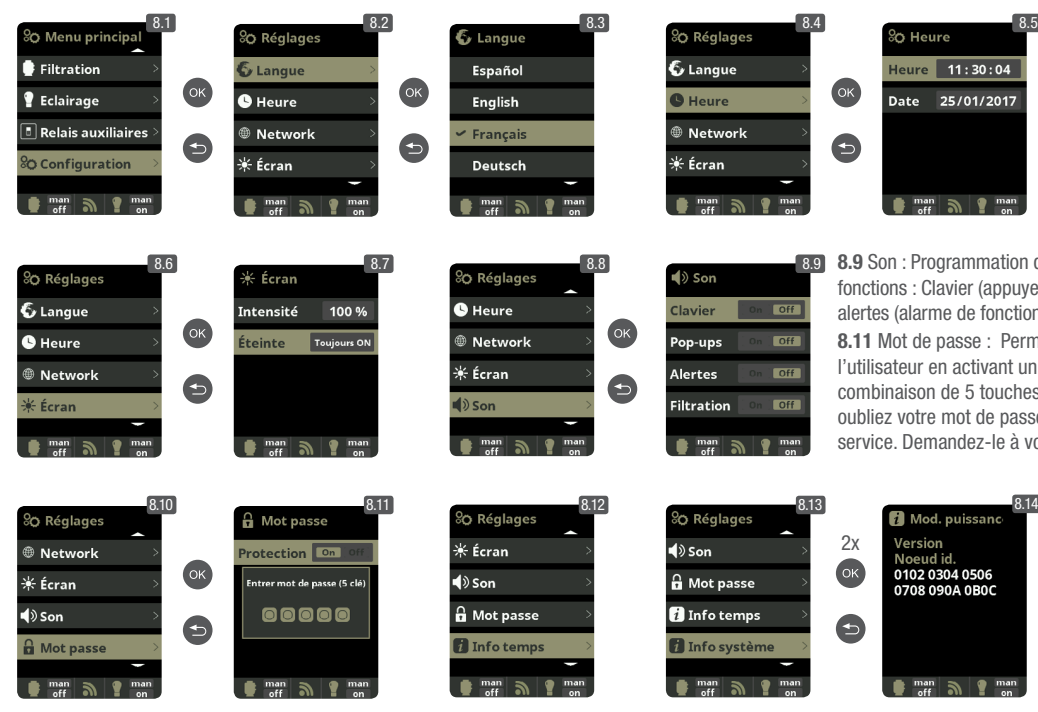 8.1
Menu principal
Filtration
Eclairage
Relais auxiliaires
Configuration
man off
man on
OK
8.2
Réglages
Langue
Heure
Network
Écran
man off
man on
OK
8.3
Langue
Español
English
Français
Deutsch
man off
man on
8.4
Réglages
Langue
Heure
Network
Écran
man off
man on
OK
8.5
Heure
Heure 11:30:04
Date 25/01/2017
man off
man on
8.6
Réglages
Langue
Heure
Network
Écran
man off
man on
OK
8.7
Écran
Intensité 100 %
Éteinte Toujours ON
man off
man on
8.8
Réglages
Heure
Network
Écran
Son
man off
man on
OK
8.9
Son
Clavier On Off
Pop-ups On Off
Alertes On Off
Filtration On Off
man off
man on
8.9 Son : Programmation
fonctions : Clavier
alertes (alarme de
8.11 Mot de passe :
l’utilisateur en activant un
combinaison de 5 touches
oubliez votre mot de
service. Demandez-le à
8.10
Réglages
Network
Écran
Son
Mot passe
man off
man on
OK
8.11
Mot passe
Protection On Off
Entrer mot de passe (5 clé)
man off
man on
8.12
Réglages
Écran
Son
Mot passe
Info temps
man off
man on
8.13
Réglages
Son
Mot passe
Info temps
Info système
man off
man on
2x
OK
8.14
Mod.
Version
Noeud id.
0102 0304 0506
0708 090A 0B0C
man off
man on